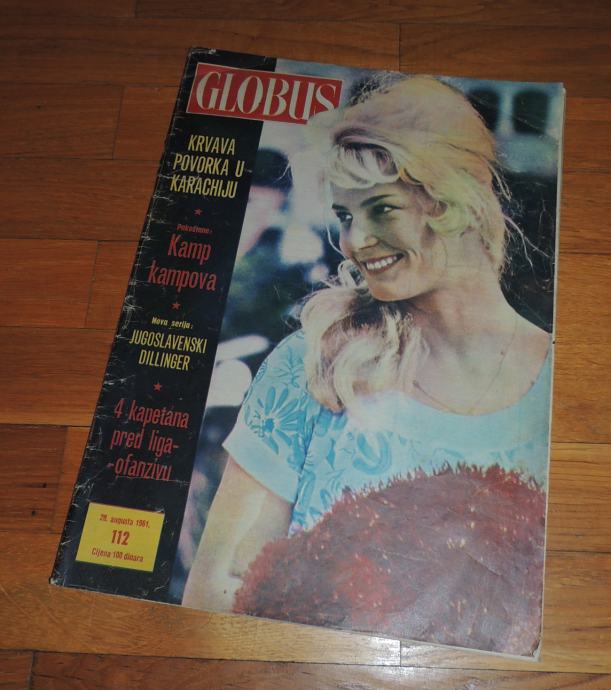 GLOBUS
KRVAVA
POVORKA U
KARACHIJU
Pokućimno:
Kamp
kampova
Nova serija:
JUGOSLAVENSKI
DILLINGER
4 kapetana
pred liga-
-ofanzivu
28. augusta 1961.
112
Cijena 100 dinara